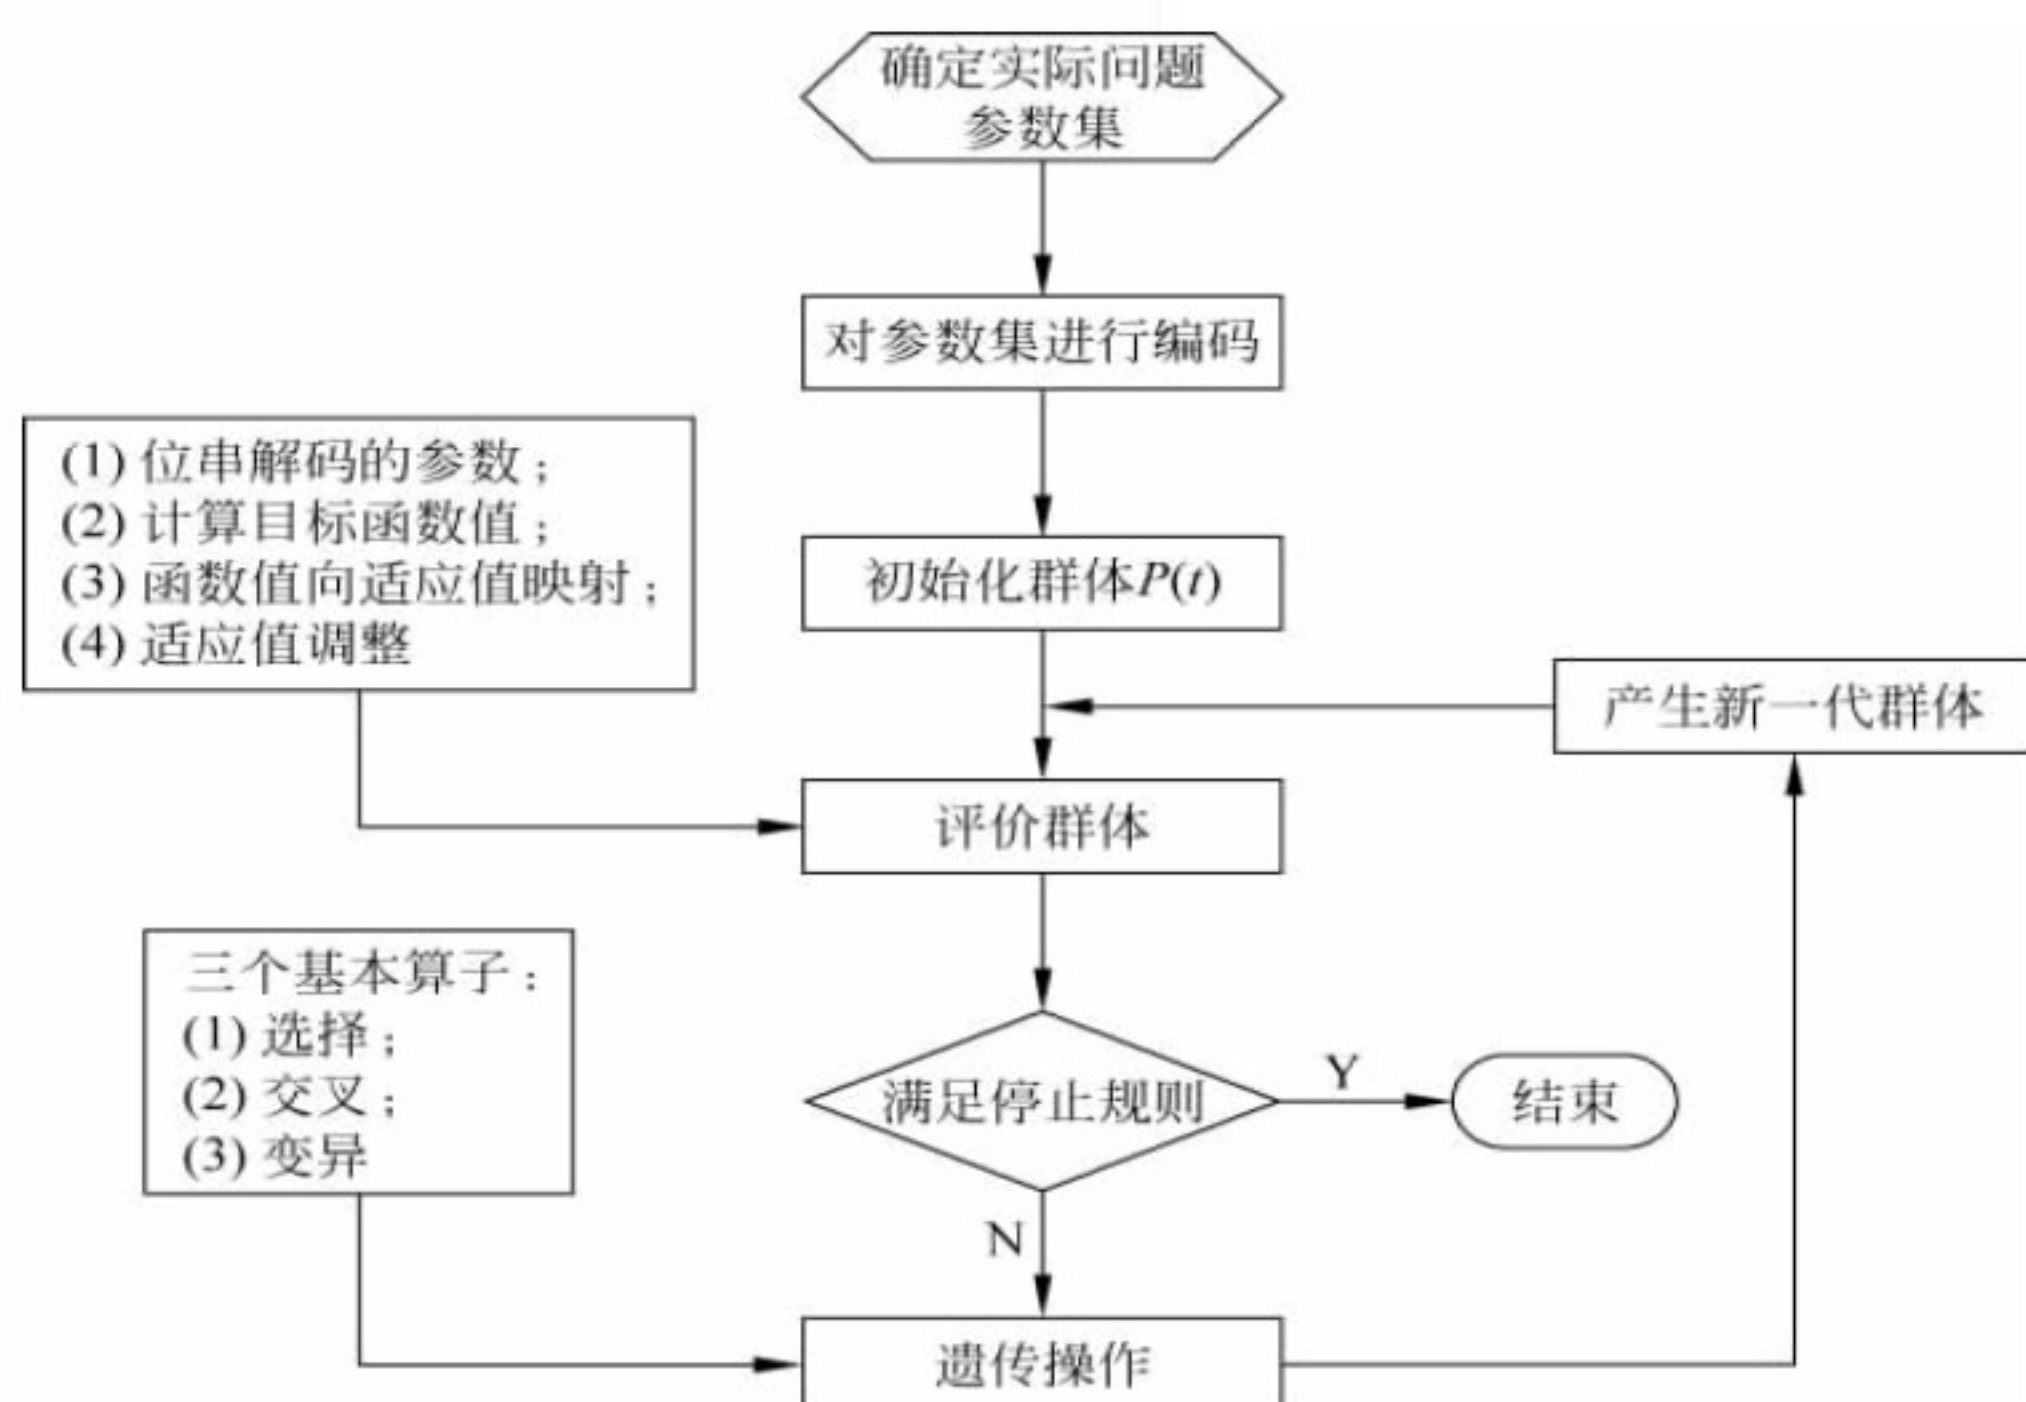 确定实际问题
参数集
对参数集进行编码
(1) 位串解码的参数；
(2) 计算目标函数值；
(3) 函数值向适应值映射；
(4) 适应值调整
初始化群体P(t)
产生新一代群体
评价群体
三个基本算子：
(1) 选择；
(2) 交叉；
(3) 变异
满足停止规则
Y
结束
N
遗传操作